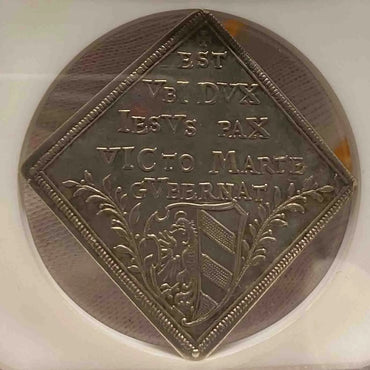 EST
VBI DVX
IESVS PAX
VICTO MARTE
GVBERNAT